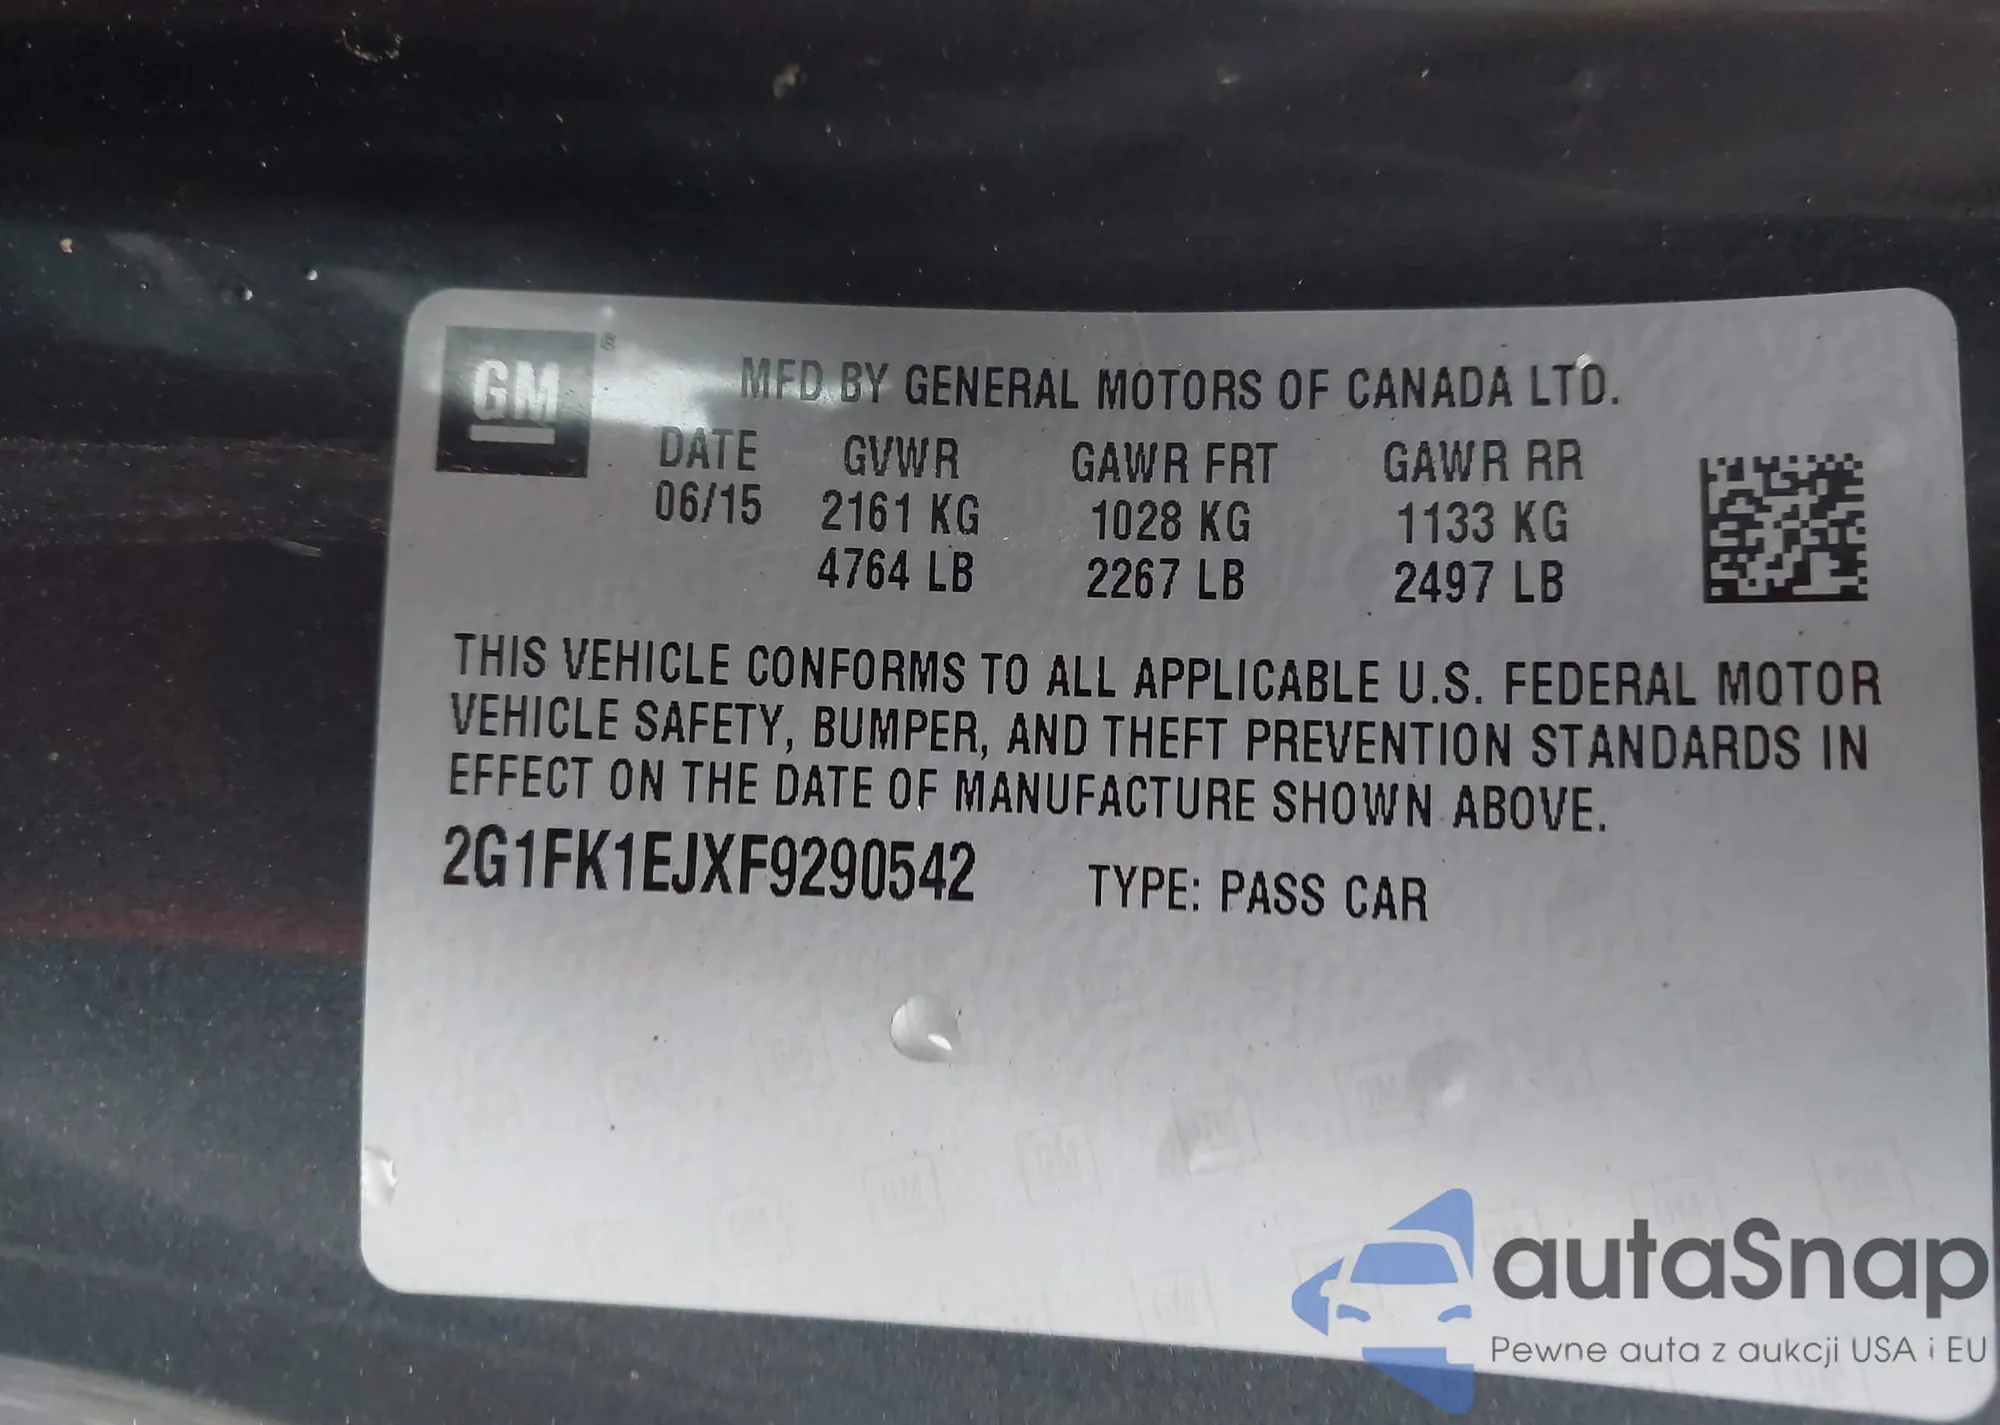 GM ®
MFD BY GENERAL MOTORS OF CANADA LTD.
DATE GVWR GAWR FRT GAWR RR
06/15 2161 KG 1028 KG 1133 KG
4764 LB 2267 LB 2497 LB
THIS VEHICLE CONFORMS TO ALL APPLICABLE U.S. FEDERAL MOTOR
VEHICLE SAFETY, BUMPER, AND THEFT PREVENTION STANDARDS IN
EFFECT ON THE DATE OF MANUFACTURE SHOWN ABOVE.
2G1FK1EJXF9290542 TYPE: PASS CAR
autaSnap
Pewne auta z aukcji USA i EU